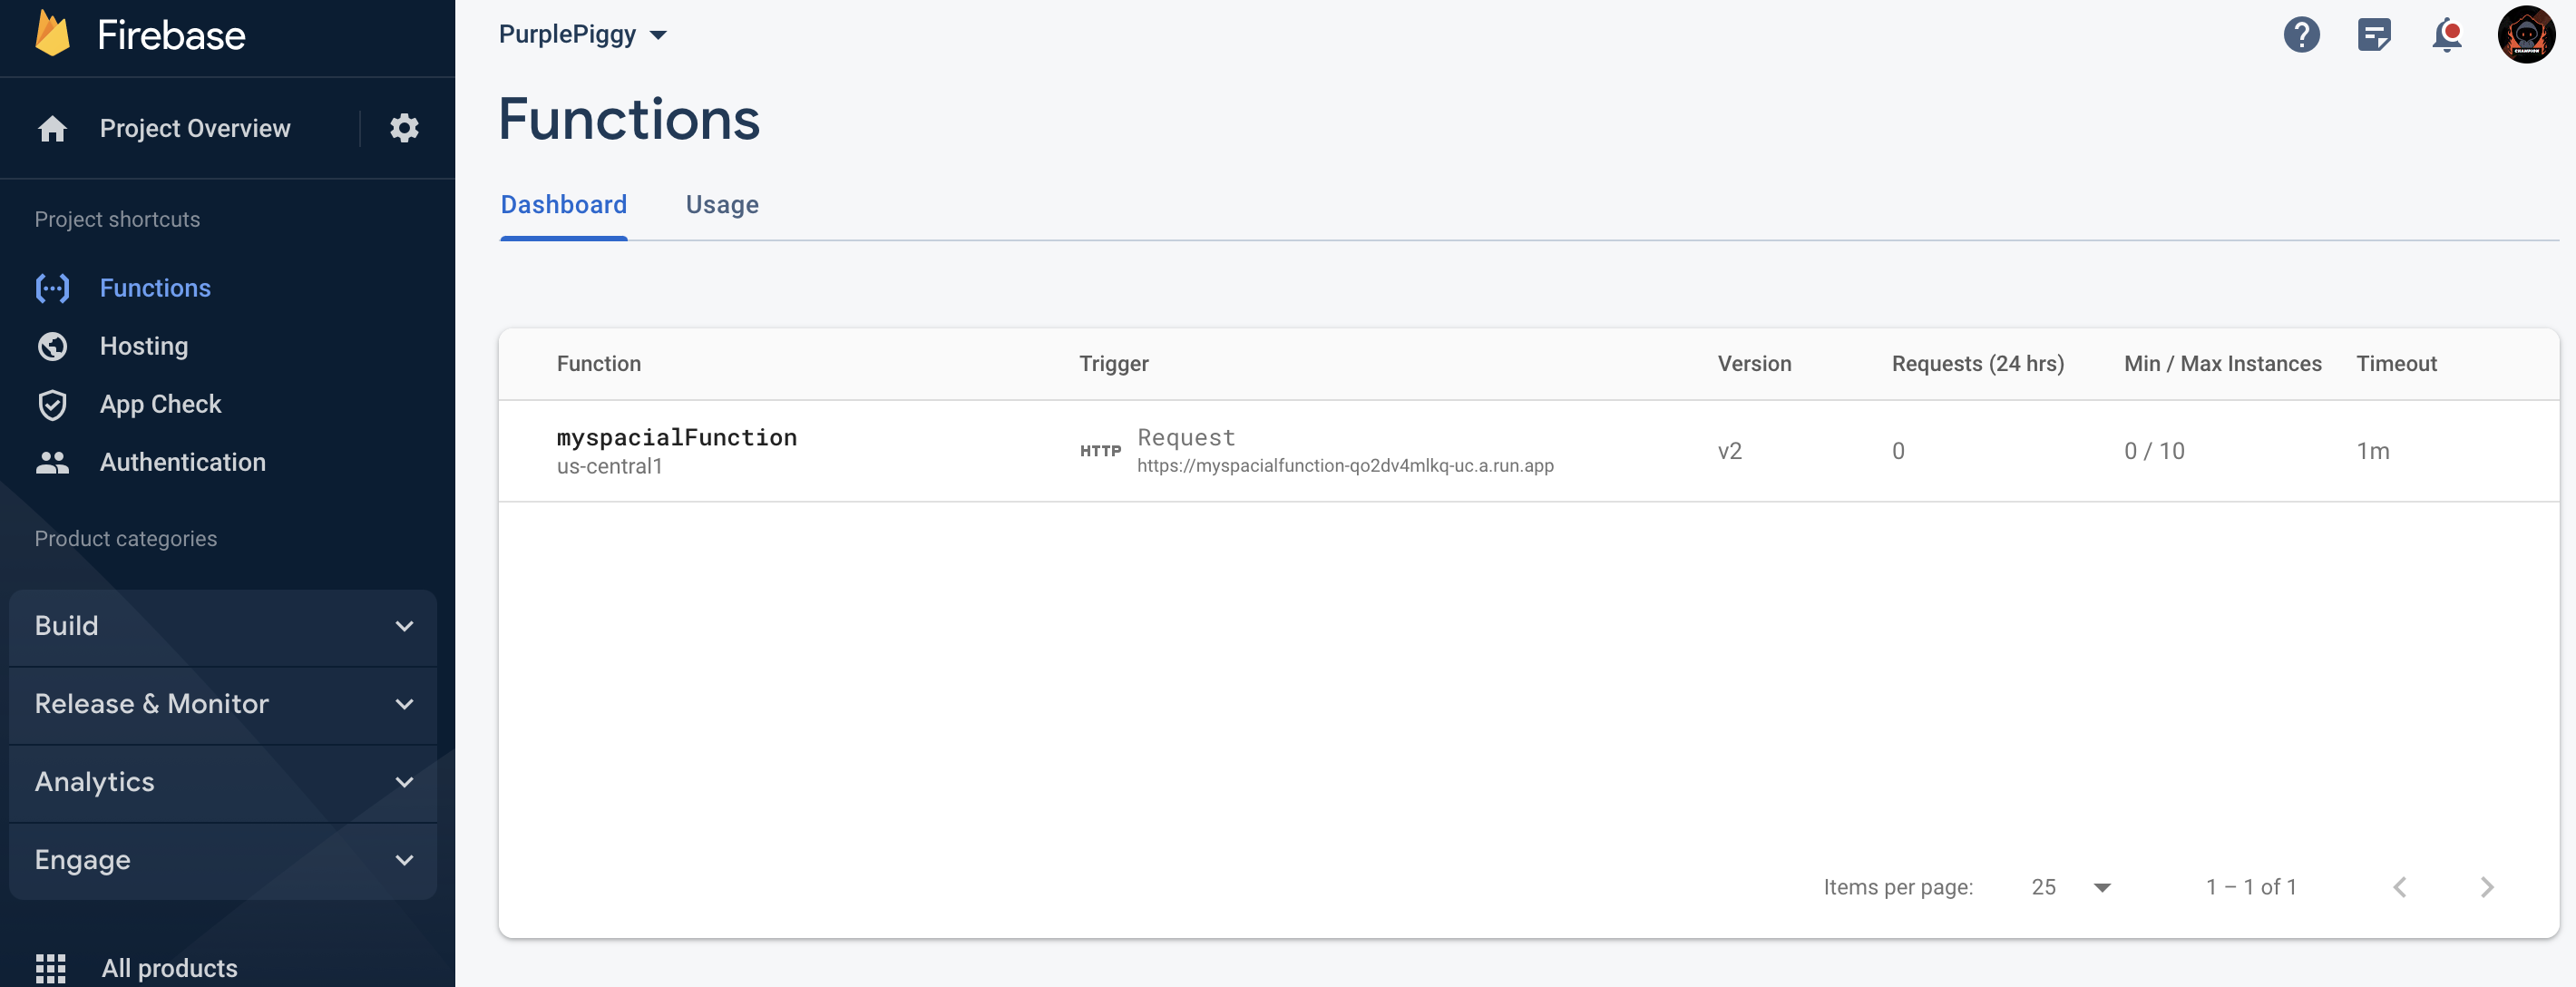 Firebase
Project Overview
Project shortcuts
Functions
Hosting
App Check
Authentication
Product categories
Build
Release & Monitor
Analytics
Engage
All products
PurplePiggy
Functions
Dashboard Usage
Function Trigger Version Requests (24 hrs) Min / Max Instances Timeout
myspacialFunction HTTP Request v2 0 0 / 10 1m
us-central1 https://myspacialfunction-qo2dv4mlkq-uc.a.run.app
Items per page: 25 1 – 1 of 1
CHAMPION